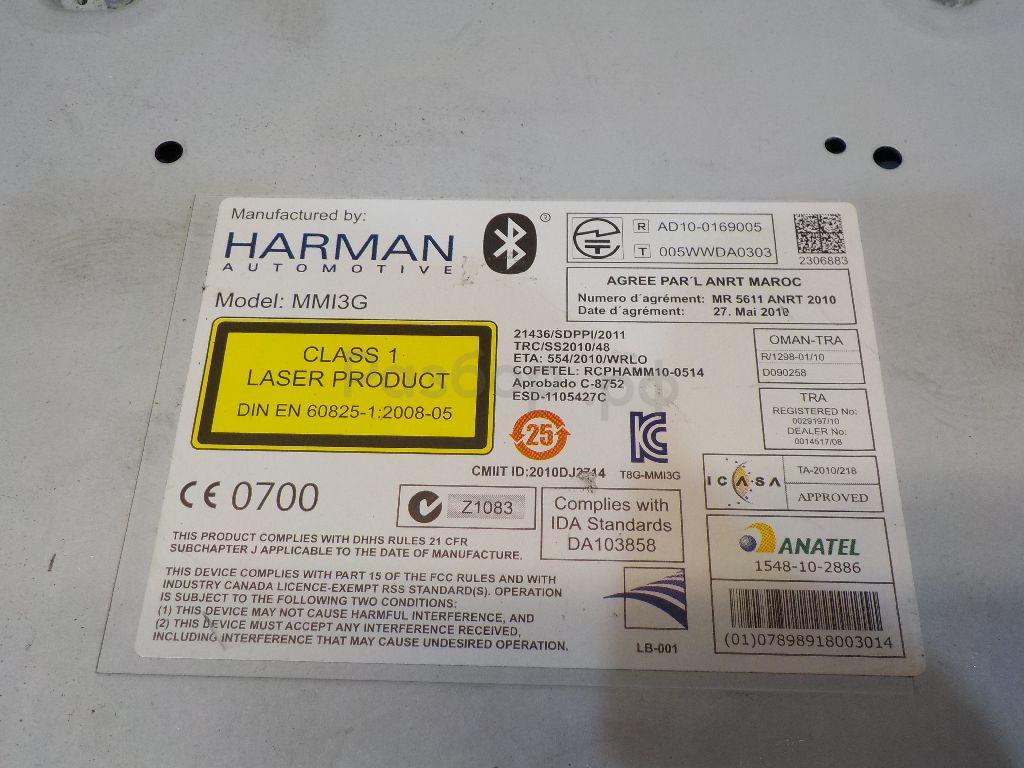 Manufactured by:
HARMAN
AUTOMOTIVE
Model: MMI3G
®
R AD10-0169005
T 005WWDA0303
2306883
AGREE PAR´L ANRT MAROC
Numero d´agrément: MR 5611 ANRT 2010
Date d´agrément: 27. Mai 2010
CLASS 1
LASER PRODUCT
DIN EN 60825-1:2008-05
21436/SDPPI/2011
TRC/SS2010/48
ETA: 554/2010/WRLO
COFETEL: RCPHAMM10-0514
Aprobado C-8752
ESD-1105427C
OMAN-TRA
R/1298-01/10
D090258
TRA
REGISTERED No:
0029197/10
DEALER No:
0014517/08
25
CMIIT ID:2010DJ2714
T8G-MMI3G
ICASA
TA-2010/218
APPROVED
CE 0700
Z1083
Complies with
IDA Standards
DA103858
ANATEL
1548-10-2886
(01)07898918003014
THIS PRODUCT COMPLIES WITH DHHS RULES 21 CFR
SUBCHAPTER J APPLICABLE TO THE DATE OF MANUFACTURE.
THIS DEVICE COMPLIES WITH PART 15 OF THE FCC RULES AND WITH
INDUSTRY CANADA LICENCE-EXEMPT RSS STANDARD(S). OPERATION
IS SUBJECT TO THE FOLLOWING TWO CONDITIONS:
(1) THIS DEVICE MAY NOT CAUSE HARMFUL INTERFERENCE, AND
(2) THIS DEVICE MUST ACCEPT ANY INTERFERENCE RECEIVED,
INCLUDING INTERFERENCE THAT MAY CAUSE UNDESIRED OPERATION.
LB-001